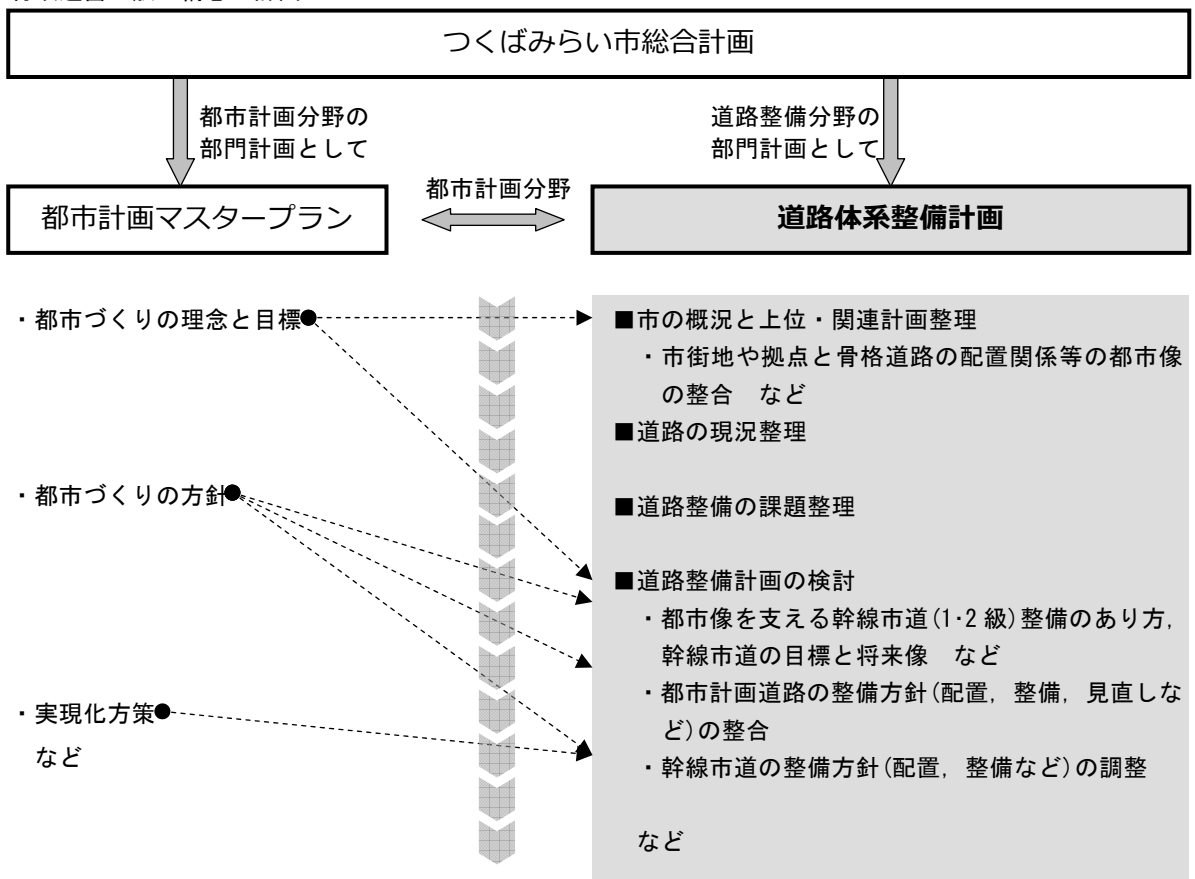 つくばみらい市総合計画
都市計画分野の
部門計画として
道路整備分野の
部門計画として
都市計画マスタープラン
都市計画分野
道路体系整備計画
・都市づくりの理念と目標
・都市づくりの方針
・実現化方策
など
■市の概況と上位・関連計画整理
・市街地や拠点と骨格道路の配置関係等の都市像
の整合　など
■道路の現況整理
■道路整備の課題整理
■道路整備計画の検討
・都市像を支える幹線市道(1･2 級)整備のあり方，
幹線市道の目標と将来像　など
・都市計画道路の整備方針(配置，整備，見直しな
ど)の整合
・幹線市道の整備方針(配置，整備など)の調整
など